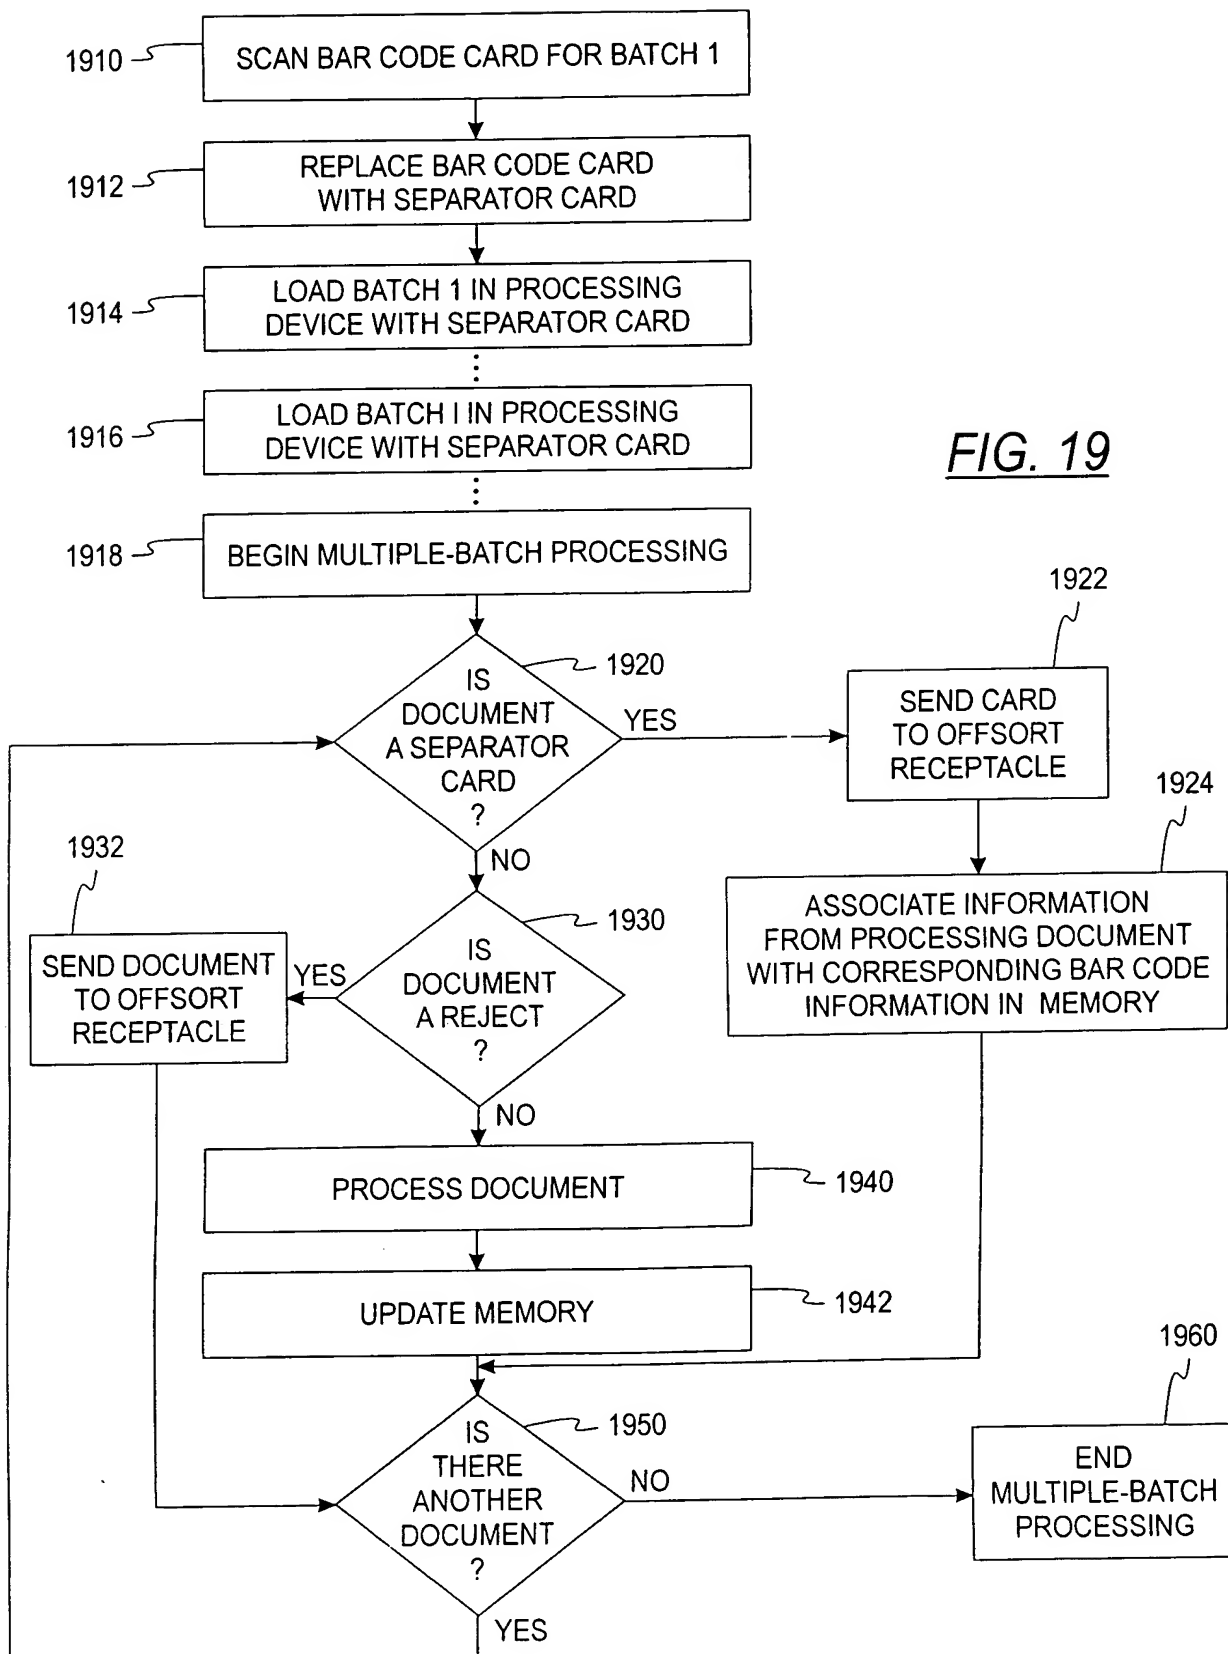 1910
SCAN BAR CODE CARD FOR BATCH 1
1912
REPLACE BAR CODE CARD
WITH SEPARATOR CARD
1914
LOAD BATCH 1 IN PROCESSING
DEVICE WITH SEPARATOR CARD
1916
LOAD BATCH I IN PROCESSING
DEVICE WITH SEPARATOR CARD
FIG. 19
1918
BEGIN MULTIPLE-BATCH PROCESSING
1920
IS
DOCUMENT
A SEPARATOR
CARD
?
YES
1922
SEND CARD
TO OFFSORT
RECEPTACLE
1924
ASSOCIATE INFORMATION
FROM PROCESSING DOCUMENT
WITH CORRESPONDING BAR CODE
INFORMATION IN MEMORY
NO
1930
IS
DOCUMENT
A REJECT
?
YES
1932
SEND DOCUMENT
TO OFFSORT
RECEPTACLE
NO
PROCESS DOCUMENT
1940
UPDATE MEMORY
1942
1950
IS
THERE
ANOTHER
DOCUMENT
?
NO
1960
END
MULTIPLE-BATCH
PROCESSING
YES